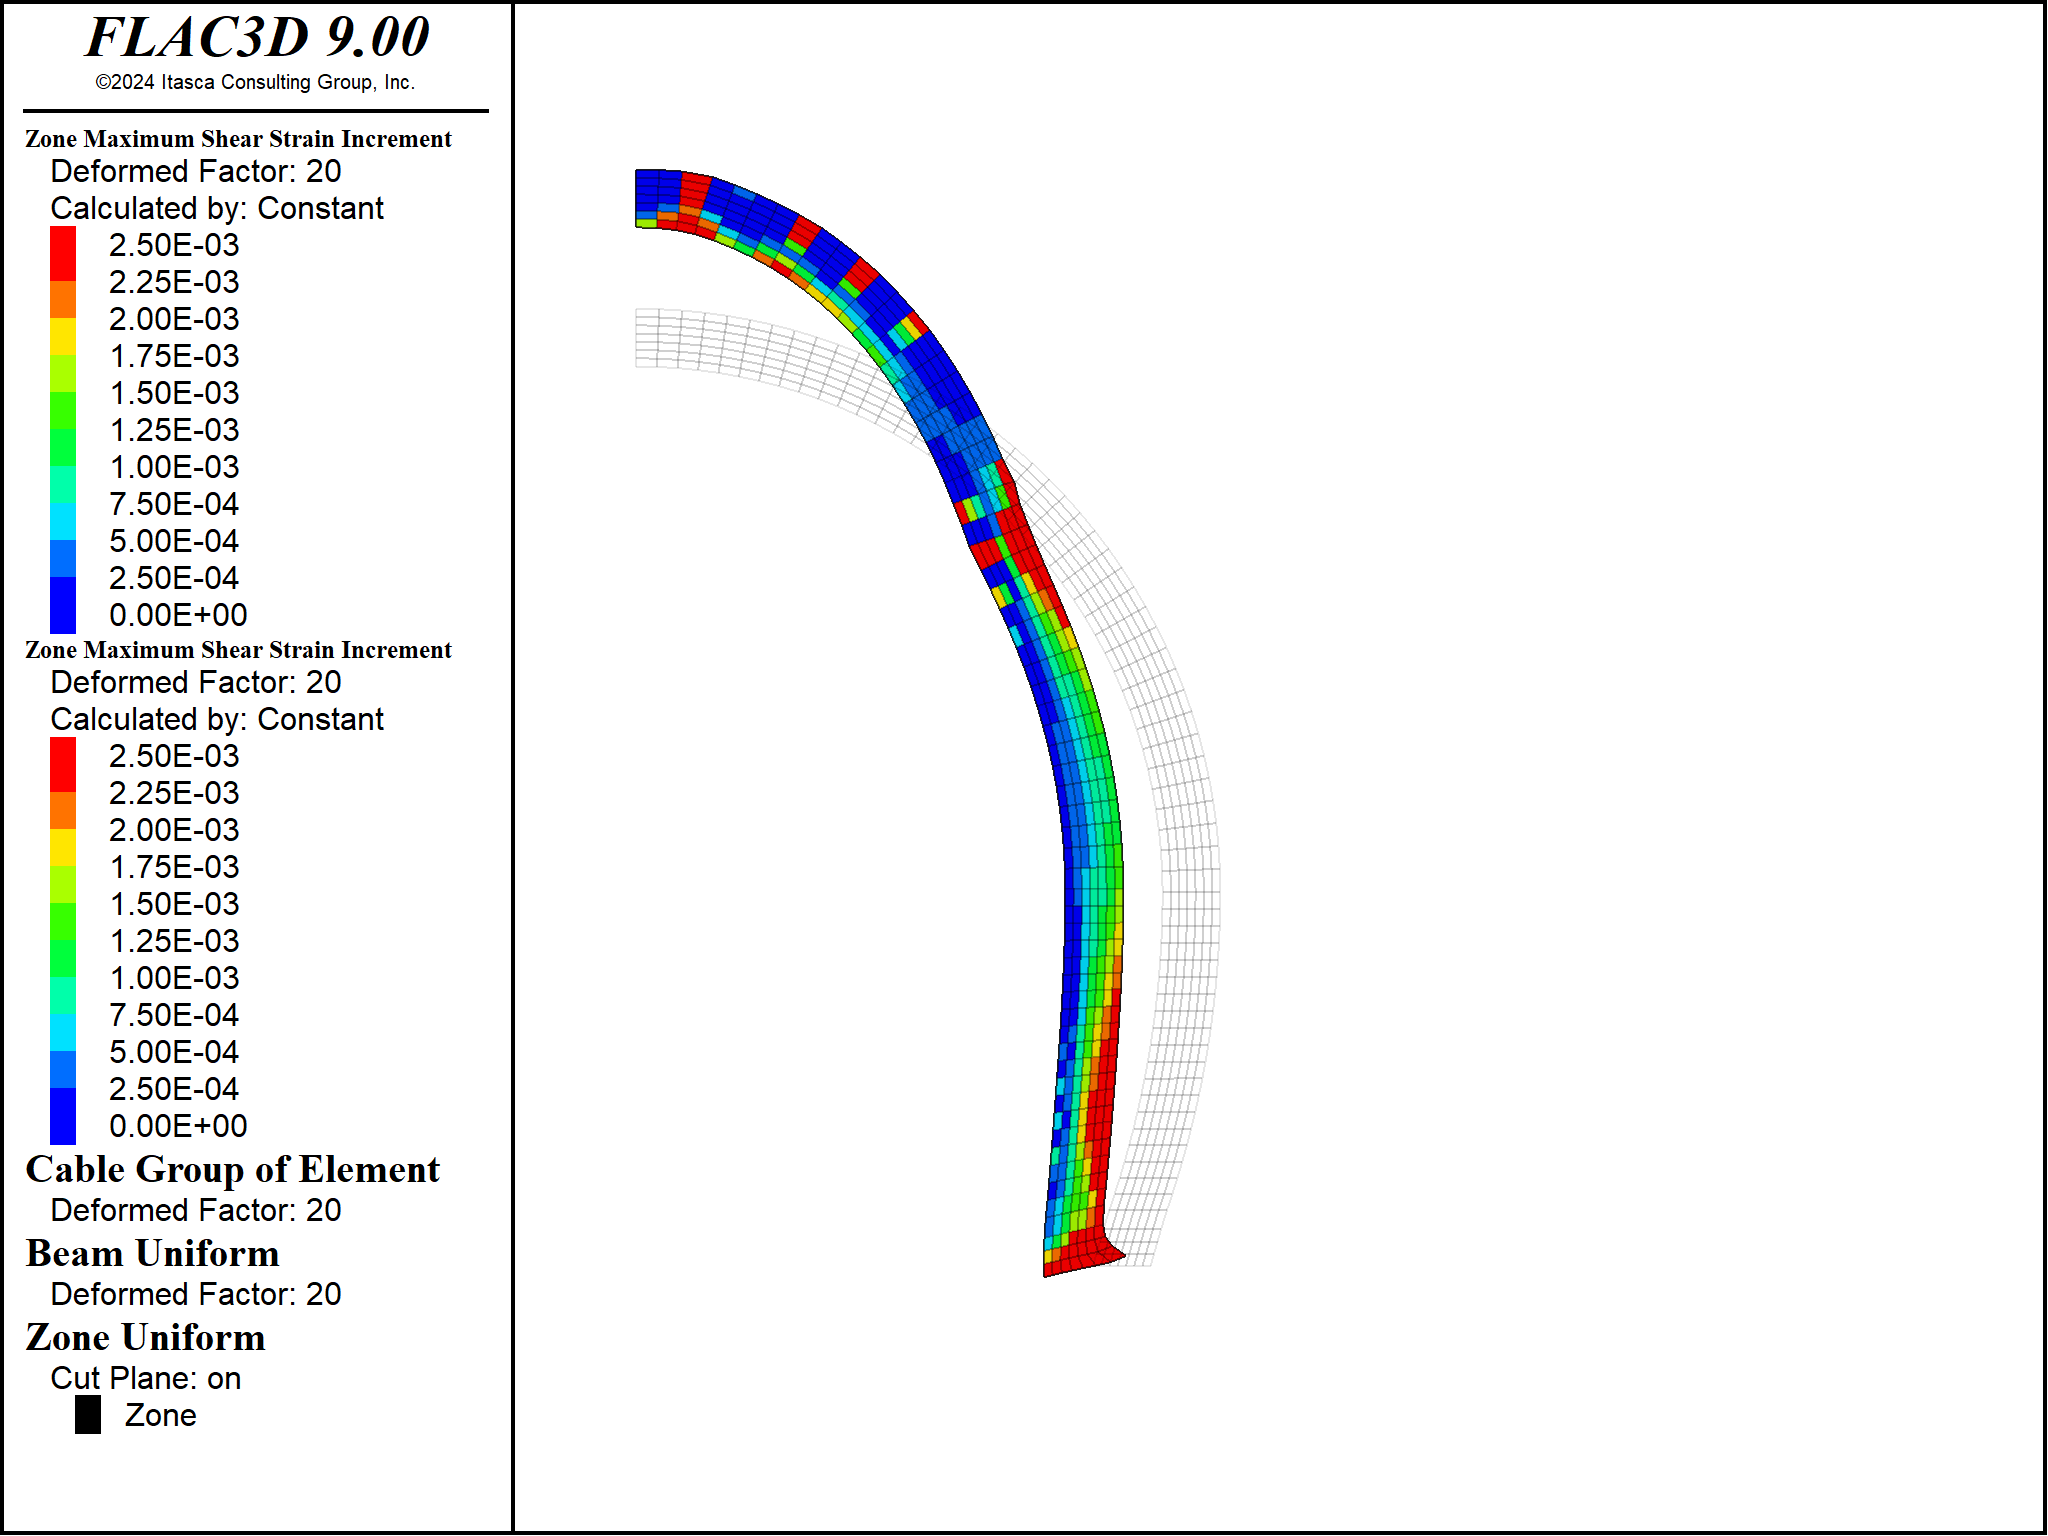 FLAC3D 9.00
©2024 Itasca Consulting Group, Inc.
Zone Maximum Shear Strain Increment
Deformed Factor: 20
Calculated by: Constant
2.50E-03
2.25E-03
2.00E-03
1.75E-03
1.50E-03
1.25E-03
1.00E-03
7.50E-04
5.00E-04
2.50E-04
0.00E+00
Zone Maximum Shear Strain Increment
Deformed Factor: 20
Calculated by: Constant
2.50E-03
2.25E-03
2.00E-03
1.75E-03
1.50E-03
1.25E-03
1.00E-03
7.50E-04
5.00E-04
2.50E-04
0.00E+00
Cable Group of Element
Deformed Factor: 20
Beam Uniform
Deformed Factor: 20
Zone Uniform
Cut Plane: on
Zone